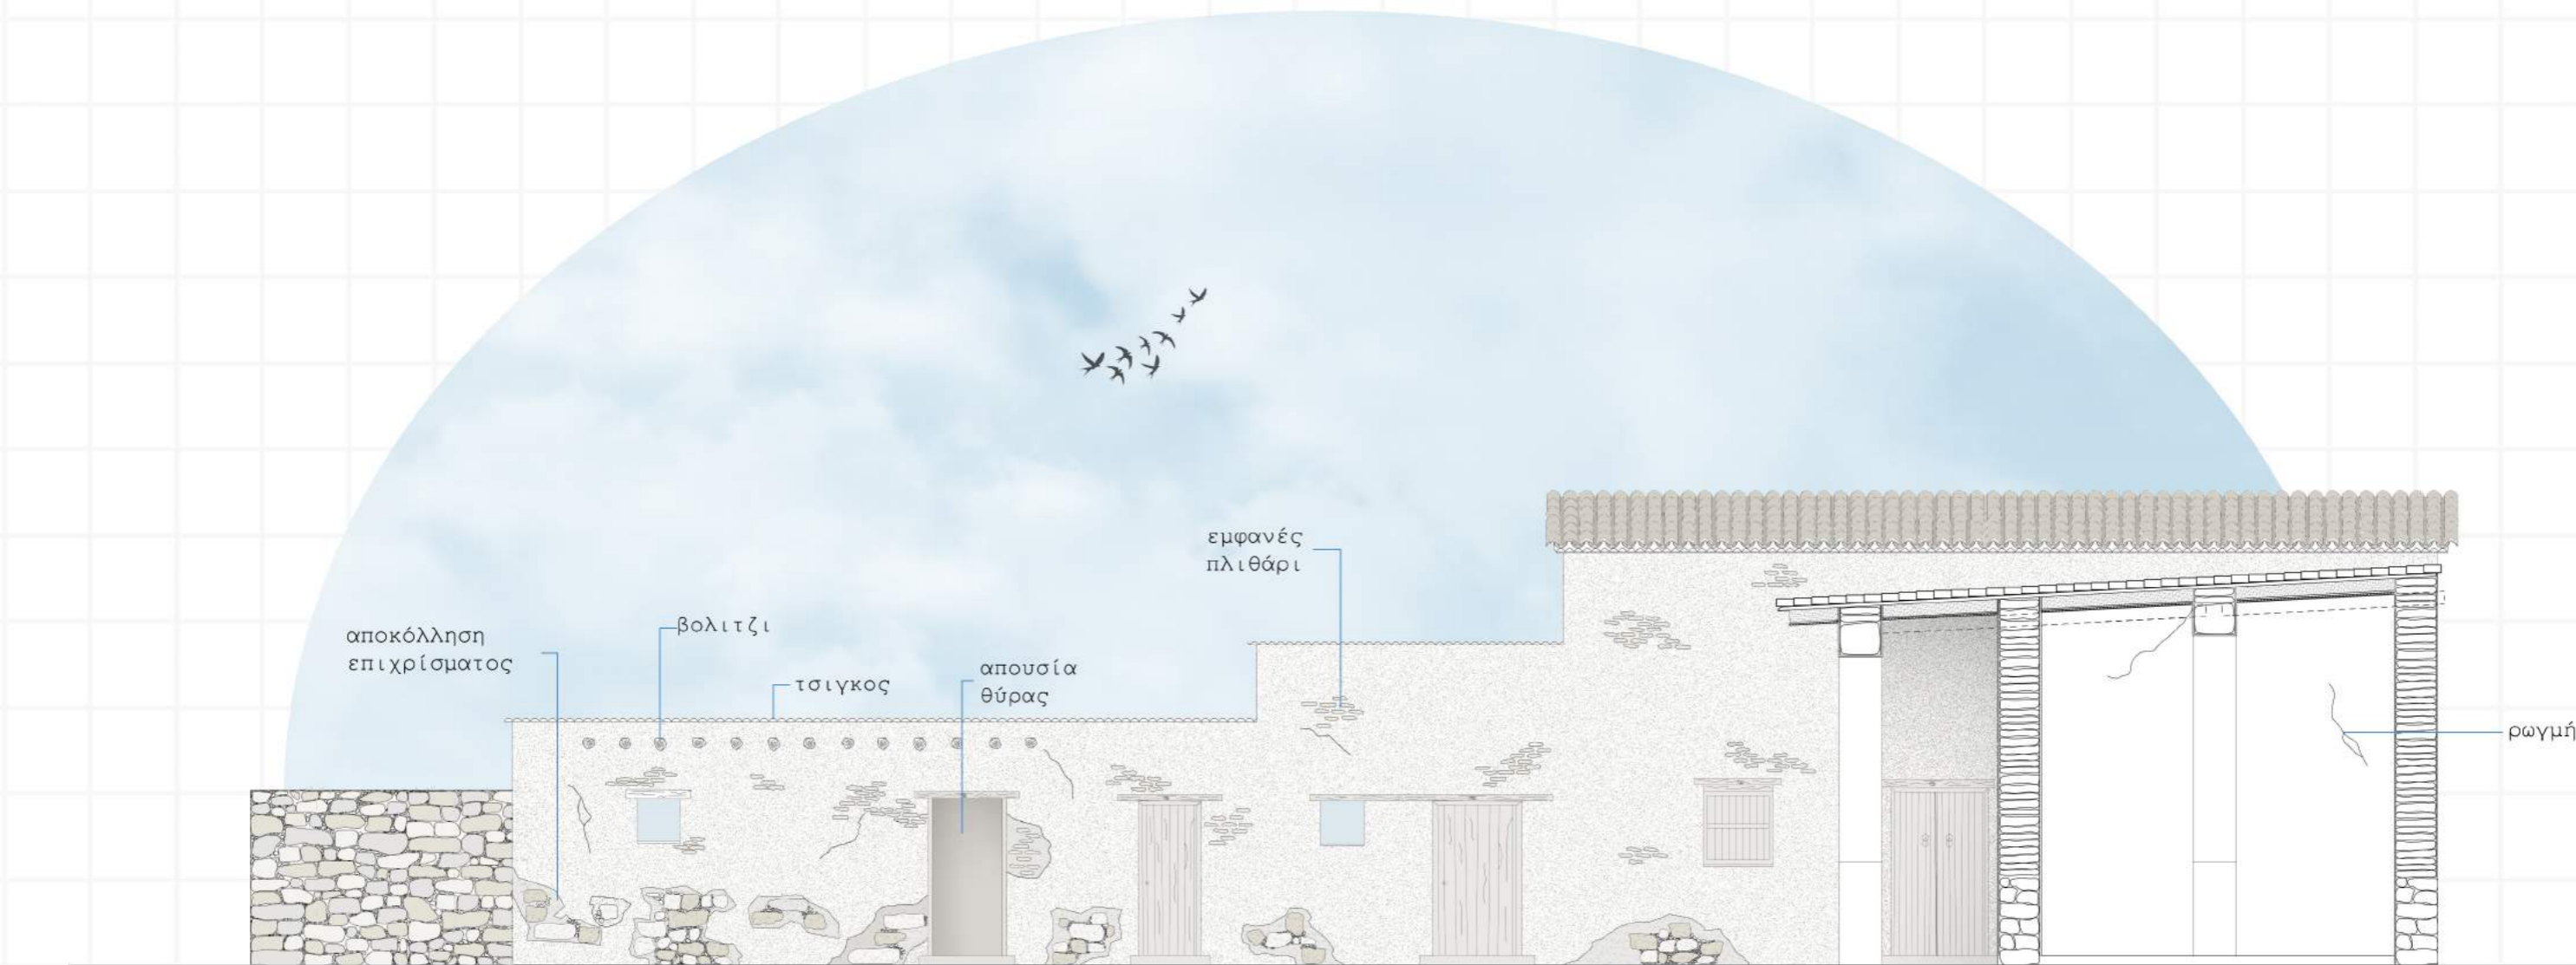 εμφανές
πλιθάρι
βολιτζι
αποκόλληση
επιχρίσματος
απουσία
θύρας
τσιγκος
ρωγμή